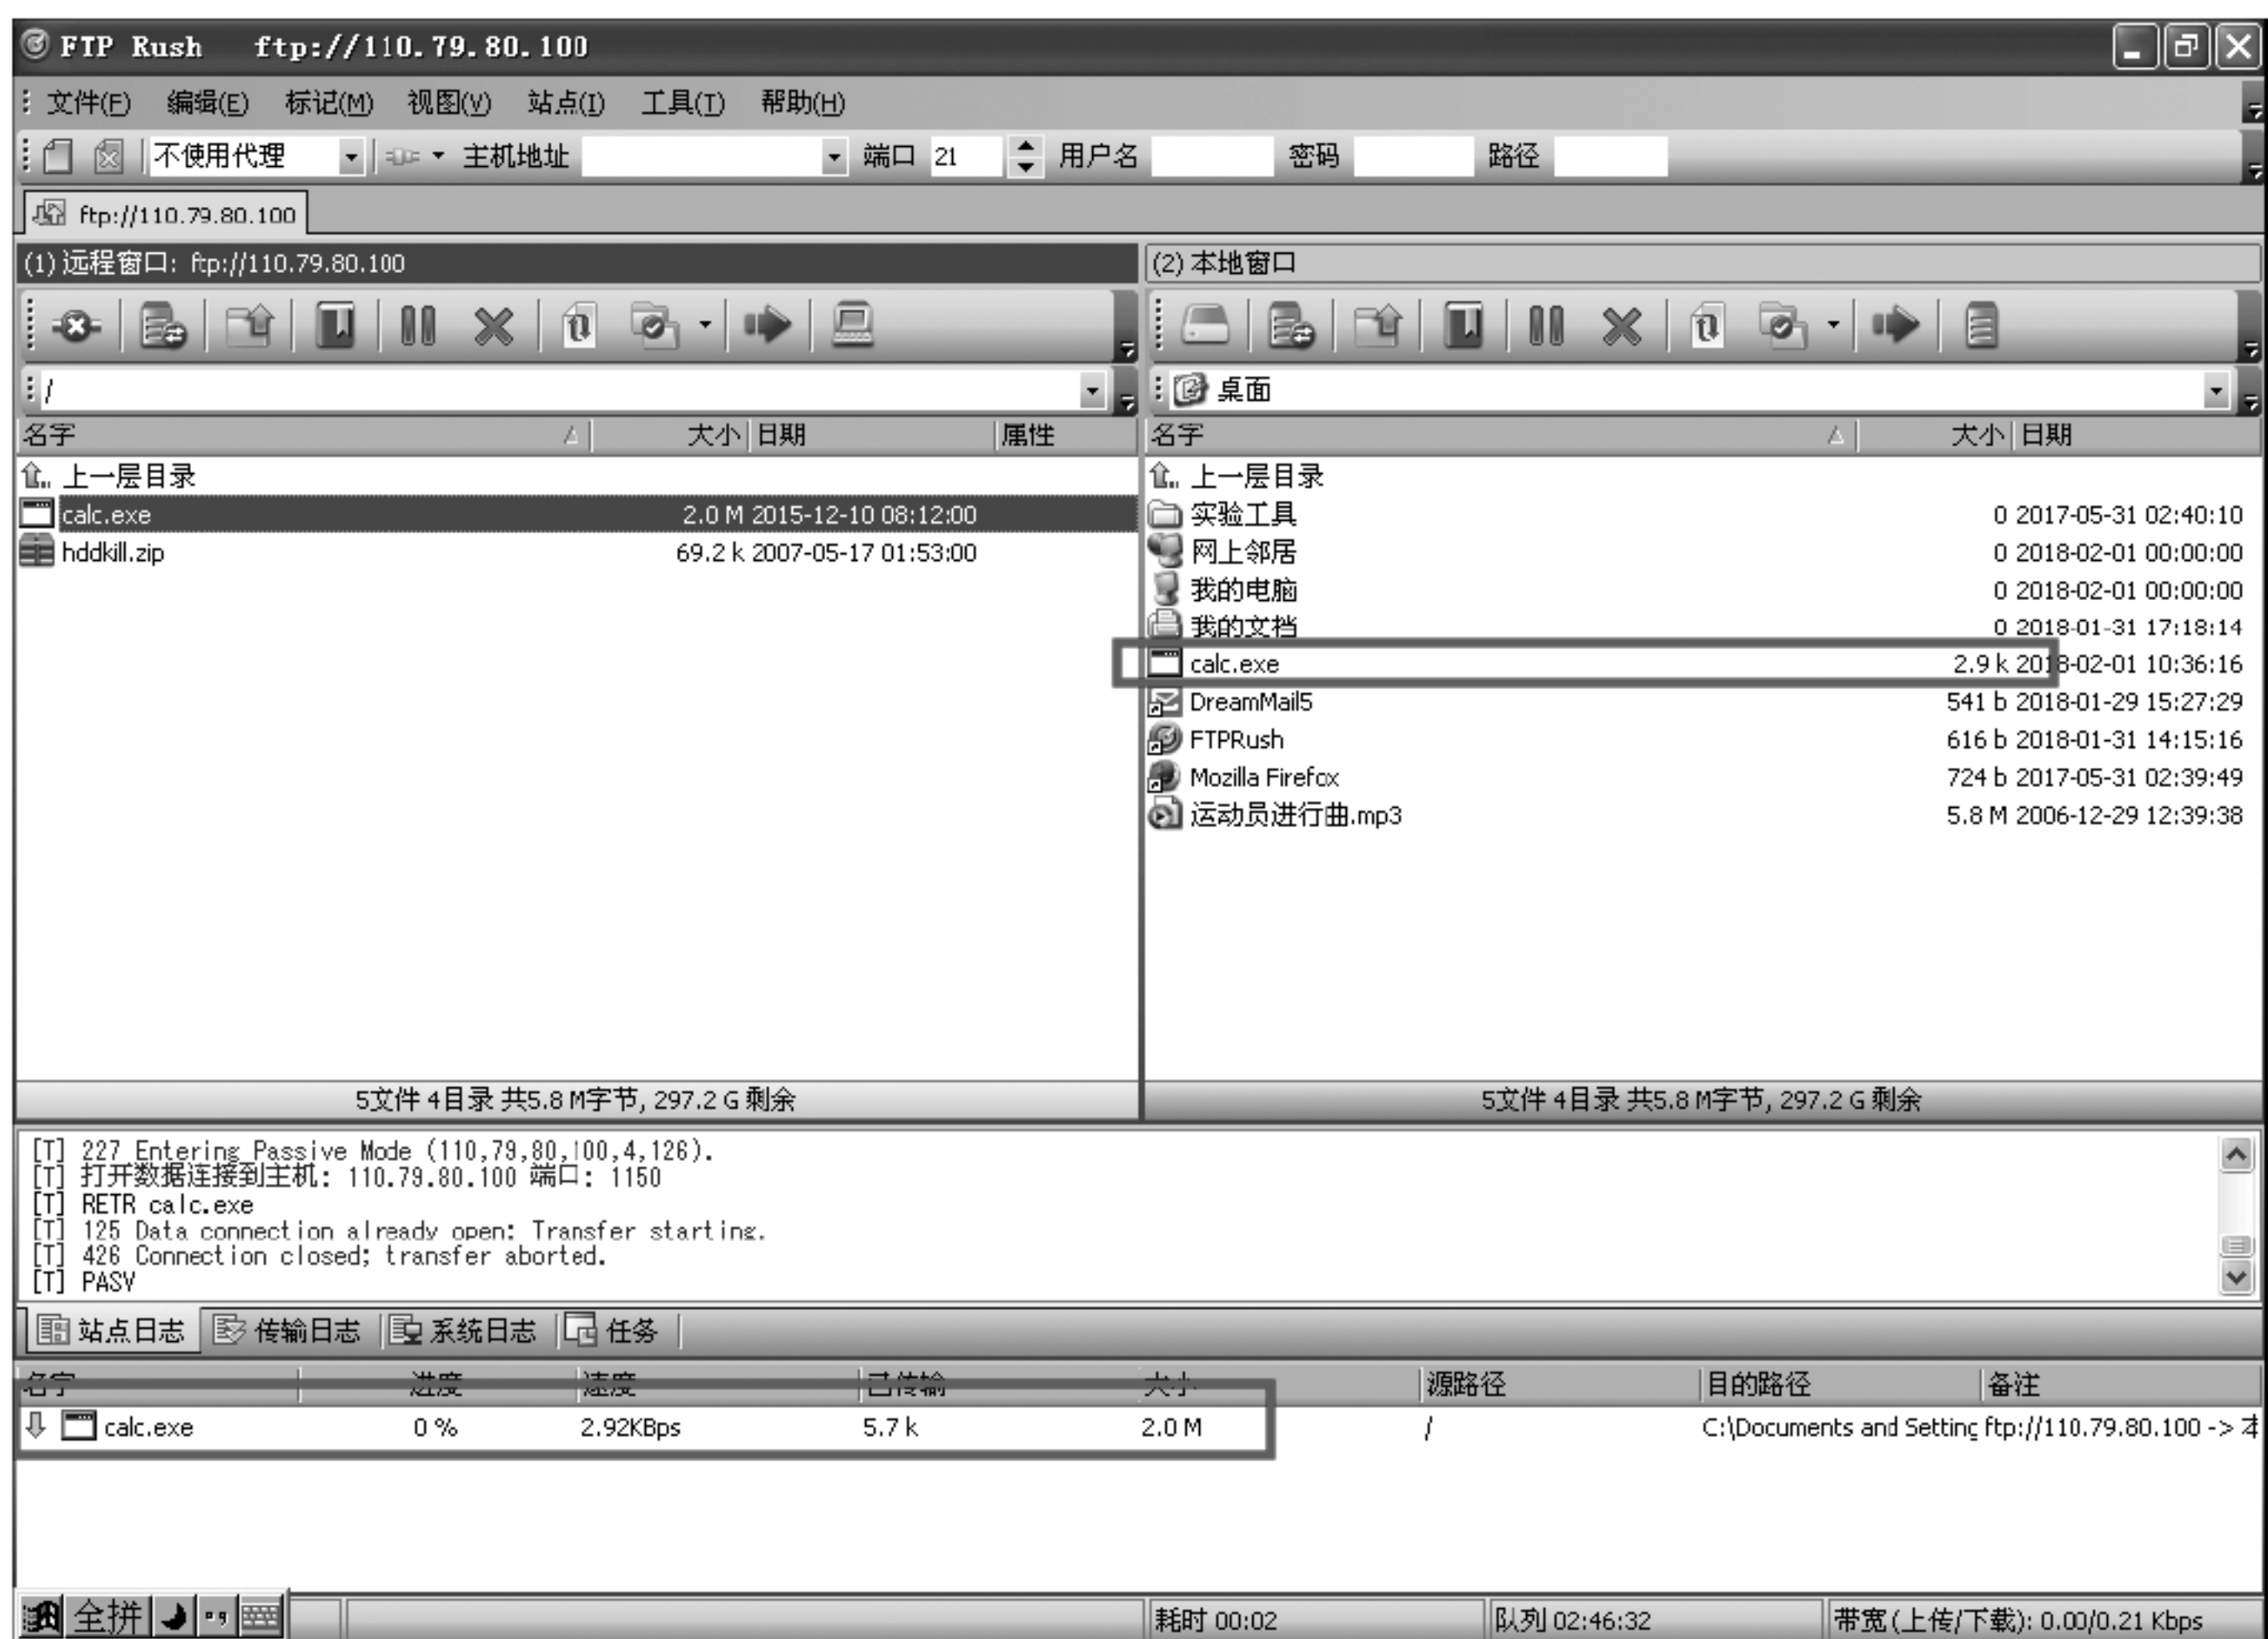 FTP Rush ftp://110.79.80.100
文件(F) 编辑(E) 标记(M) 视图(V) 站点(I) 工具(T) 帮助(H)
不使用代理 主机地址 端口 21 用户名 密码 路径
ftp://110.79.80.100
(1) 远程窗口: ftp://110.79.80.100
/
名字 大小 日期 属性
上一层目录
calc.exe 2.0 M 2015-12-10 08:12:00
hddkill.zip 69.2 k 2007-05-17 01:53:00
5文件 4目录 共5.8 M字节, 297.2 G 剩余
(2) 本地窗口
桌面
名字 大小 日期
上一层目录
实验工具 0 2017-05-31 02:40:10
网上邻居 0 2018-02-01 00:00:00
我的电脑 0 2018-02-01 00:00:00
我的文档 0 2018-01-31 17:18:14
calc.exe 2.9 k 2018-02-01 10:36:16
DreamMail5 541 b 2018-01-29 15:27:29
FTPRush 616 b 2018-01-31 14:15:16
Mozilla Firefox 724 b 2017-05-31 02:39:49
运动员进行曲.mp3 5.8 M 2006-12-29 12:39:38
5文件 4目录 共5.8 M字节, 297.2 G 剩余
[T] 227 Entering Passive Mode (110,79,80,100,4,126).
[T] 打开数据连接到主机: 110.79.80.100 端口: 1150
[T] RETR calc.exe
[T] 125 Data connection already open; Transfer starting.
[T] 426 Connection closed; transfer aborted.
[T] PASV
站点日志 传输日志 系统日志 任务
名字 进度 速度 已传输 大小 源路径 目的路径 备注
calc.exe 0 % 2.92KBps 5.7 k 2.0 M / C:\Documents and Setting ftp://110.79.80.100 ->
全拼 耗时 00:02 队列 02:46:32 带宽(上传/下载): 0.00/0.21 Kbps